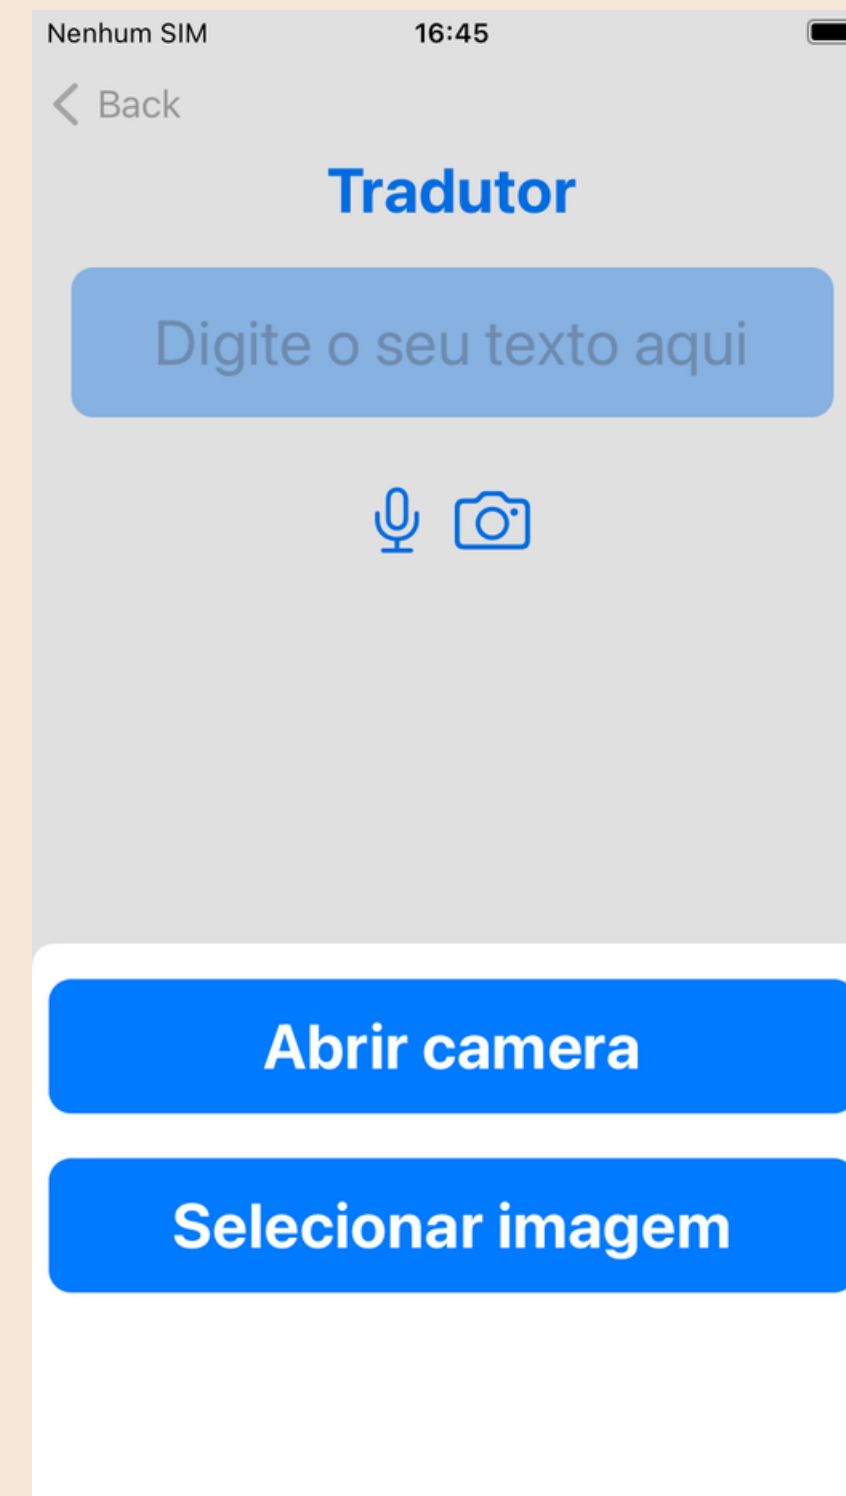 Nenhum SIM
16:45
Back
Tradutor
Digite o seu texto aqui
Abrir camera
Selecionar imagem